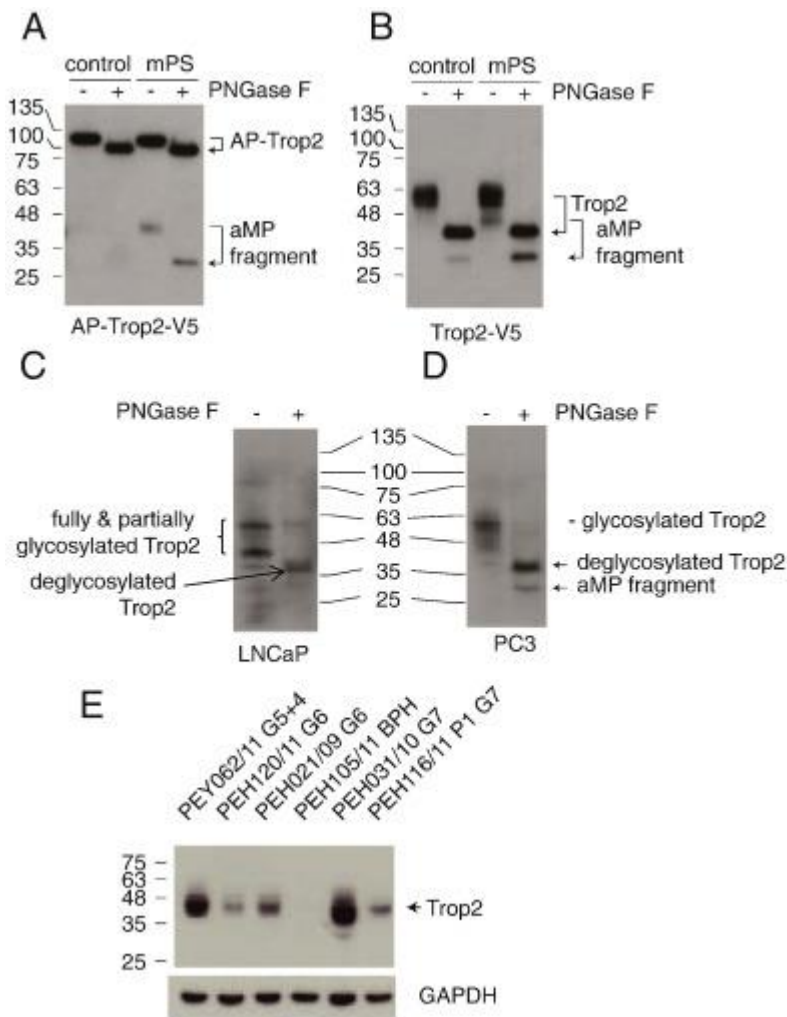 A
control mPS
- + - + PNGase F
135
100
75
63
48
35
25
AP-Trop2
aMP
fragment
AP-Trop2-V5
B
control mPS
- + - + PNGase F
135
100
75
63
48
35
25
Trop2
aMP
fragment
Trop2-V5
C
PNGase F - +
fully & partially
glycosylated Trop2
deglycosylated
Trop2
LNCaP
135
100
75
63
48
35
25
D
- + PNGase F
- glycosylated Trop2
deglycosylated Trop2
aMP fragment
PC3
E
PEY062/11 G5+4
PEH120/11 G6
PEH021/09 G6
PEH105/11 BPH
PEH031/10 G7
PEH116/11 P1 G7
75
63
48
35
25
Trop2
GAPDH